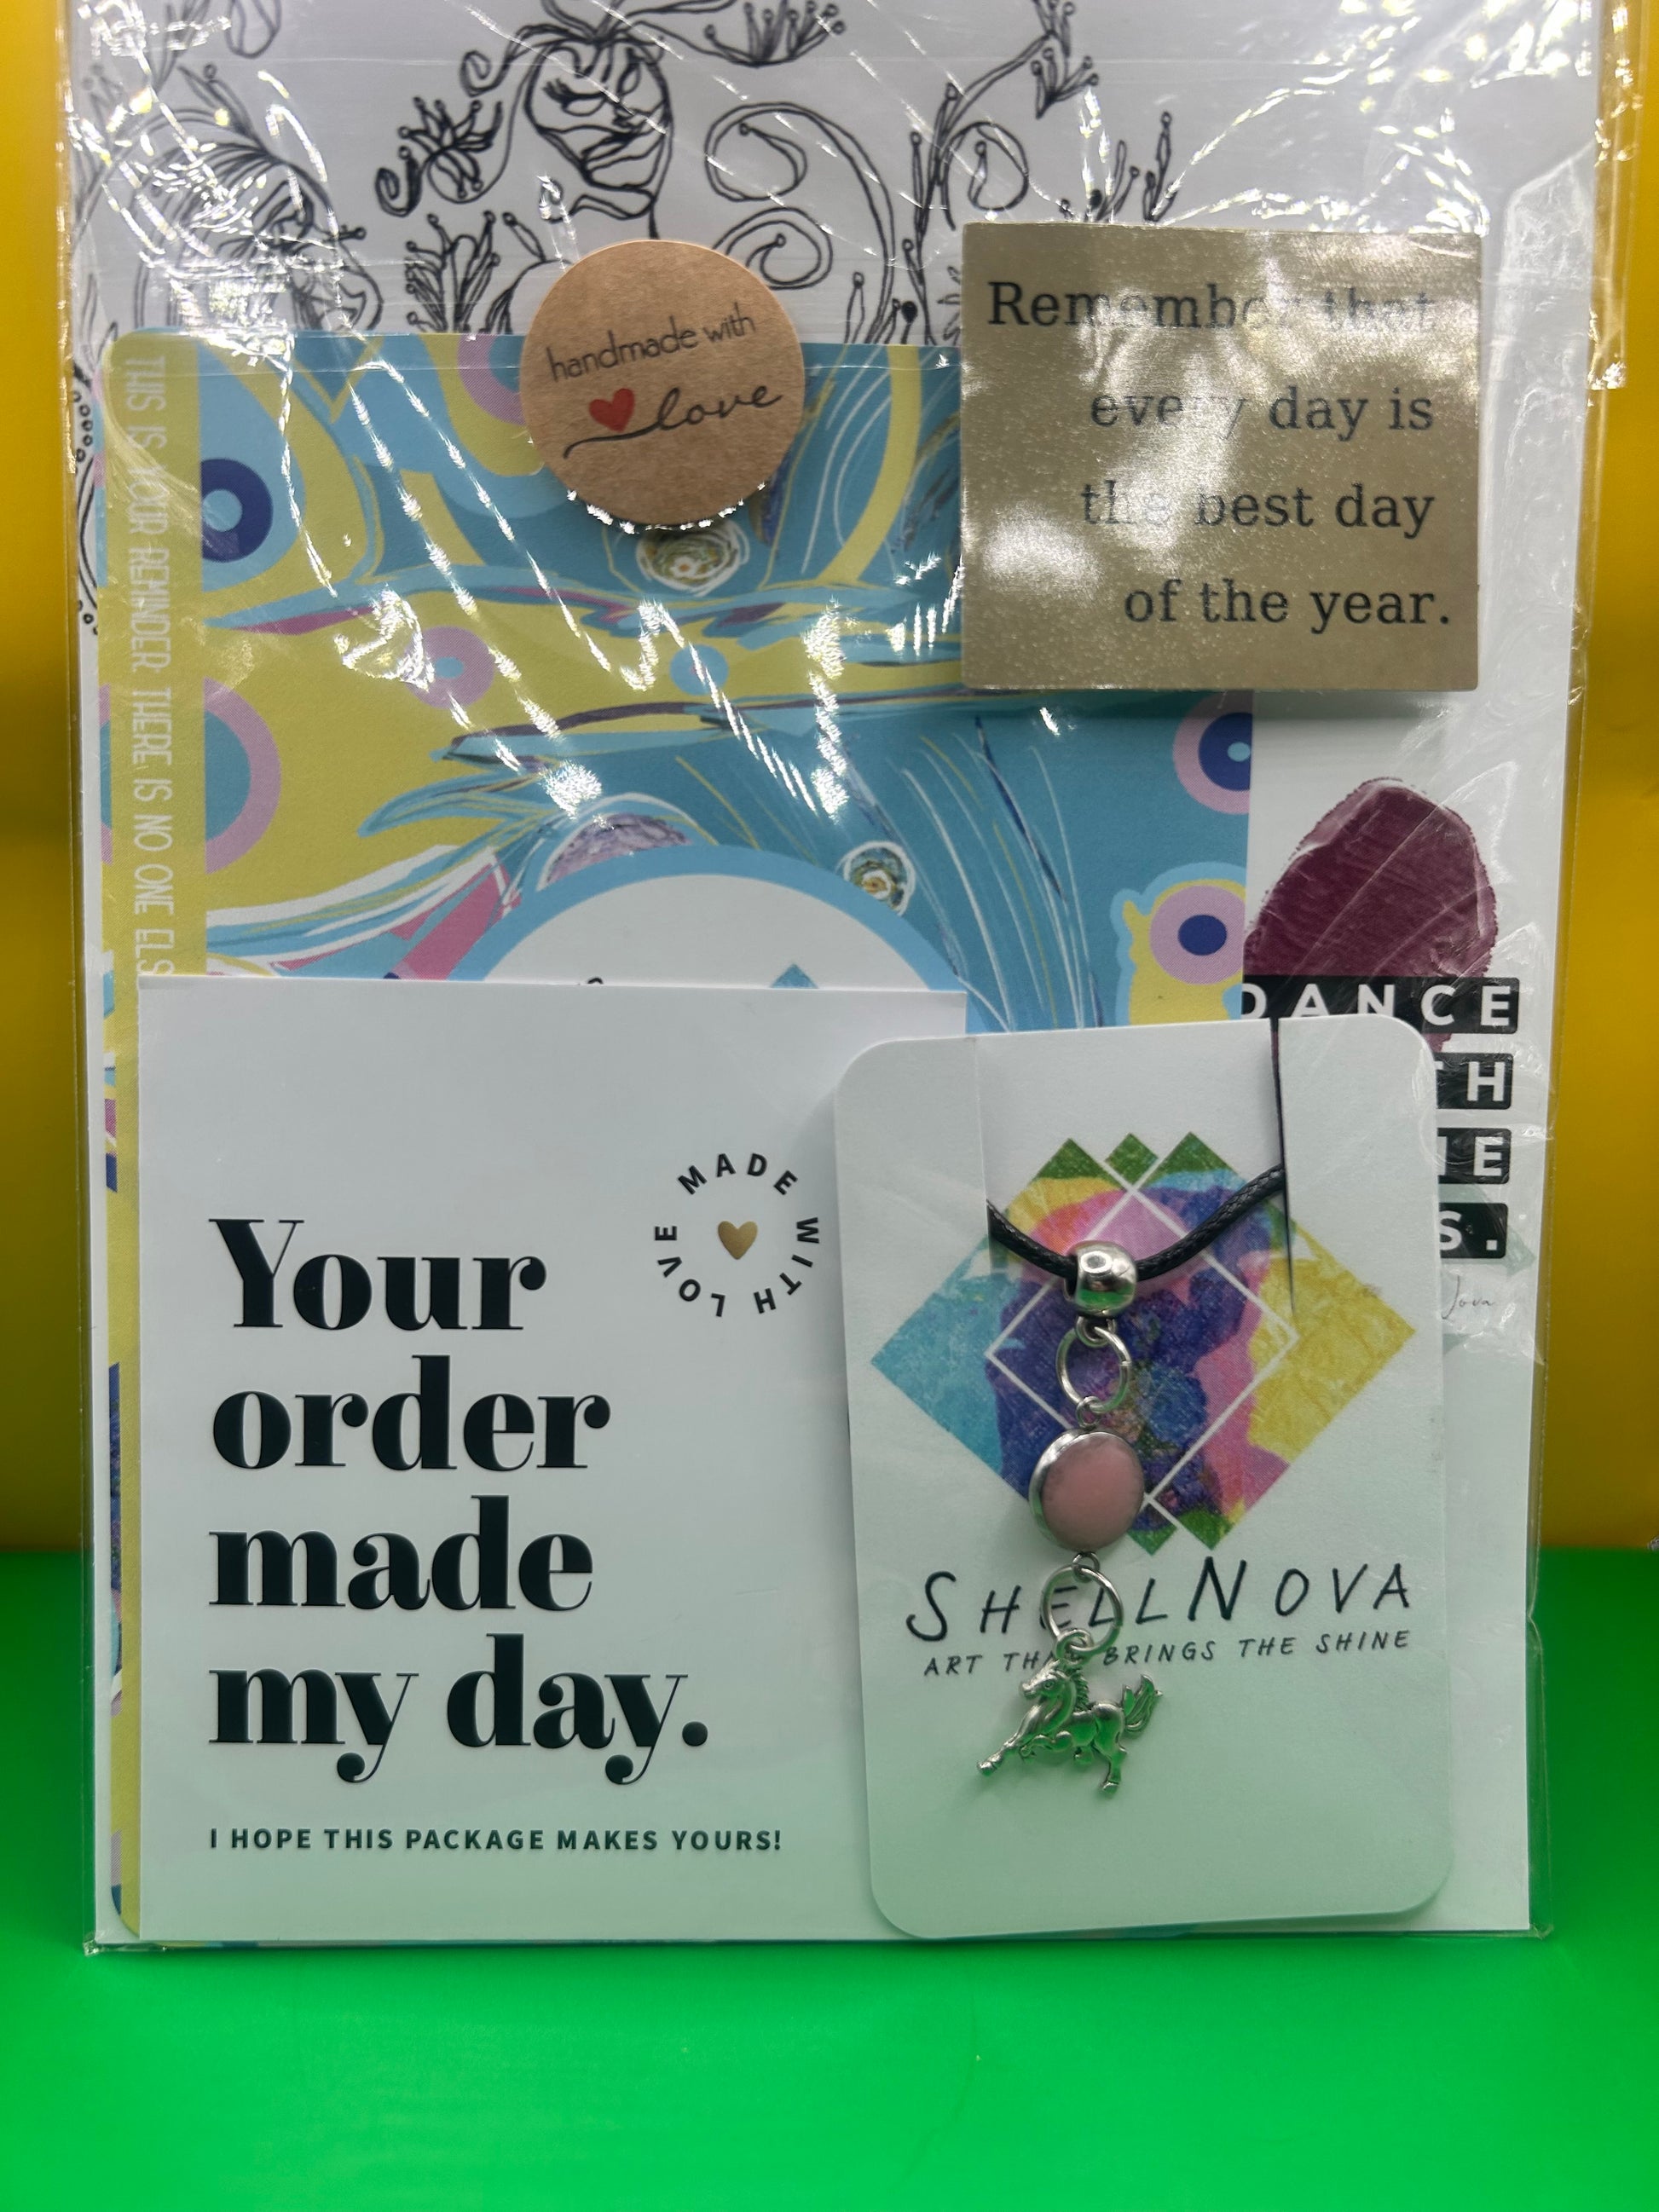 handmade with
love
Remember that
every day is
the best day
of the year.
THIS IS YOUR REMINDER: THERE IS NO ONE
DANCE
MADE WITH LOVE
Your
order
made
my day.
I HOPE THIS PACKAGE MAKES YOURS!
SHELLNOVA
ART THAT BRINGS THE SHINE